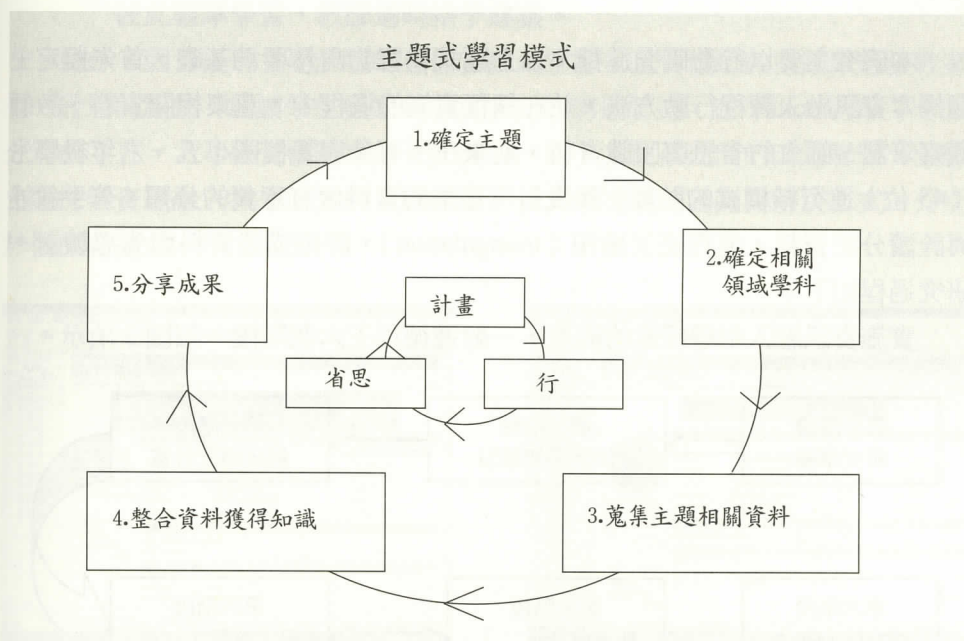 主題式學習模式
1.確定主題
2.確定相關
領域學科
3.蒐集主題相關資料
4.整合資料獲得知識
5.分享成果
計畫
行
省思